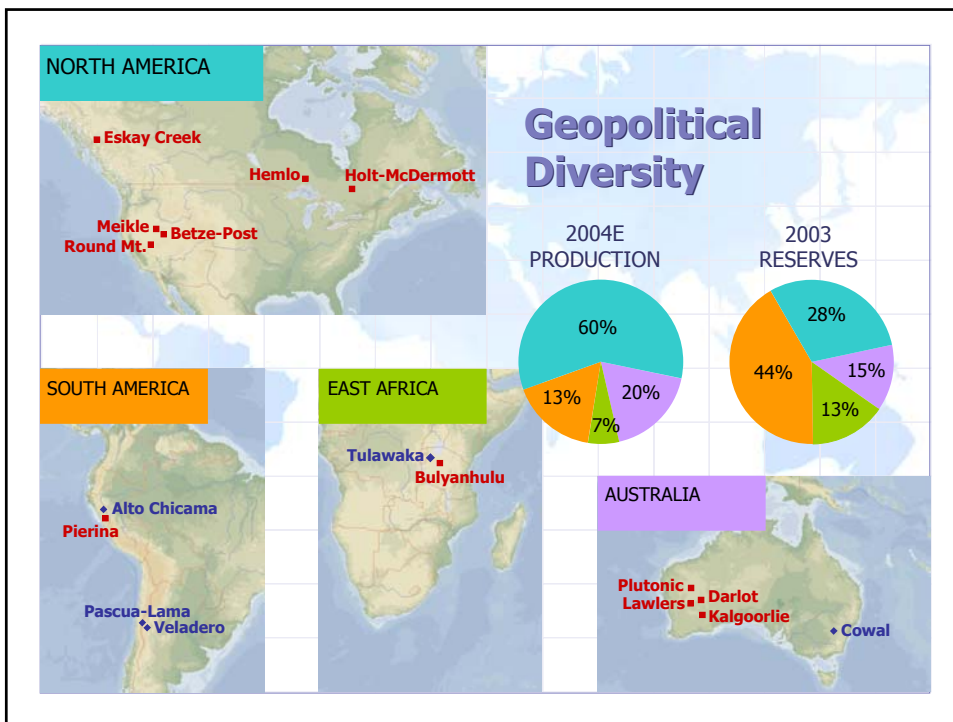 NORTH AMERICA
Eskay Creek
Hemlo
Holt-McDermott
Meikle
Betze-Post
Round Mt.
Geopolitical
Diversity
2004E
PRODUCTION
60%
13%
20%
7%
2003
RESERVES
28%
44%
15%
13%
SOUTH AMERICA
Alto Chicama
Pierina
Pascua-Lama
Veladero
EAST AFRICA
Tulawaka
Bulyanhulu
AUSTRALIA
Plutonic
Darlot
Lawlers
Kalgoorlie
Cowal